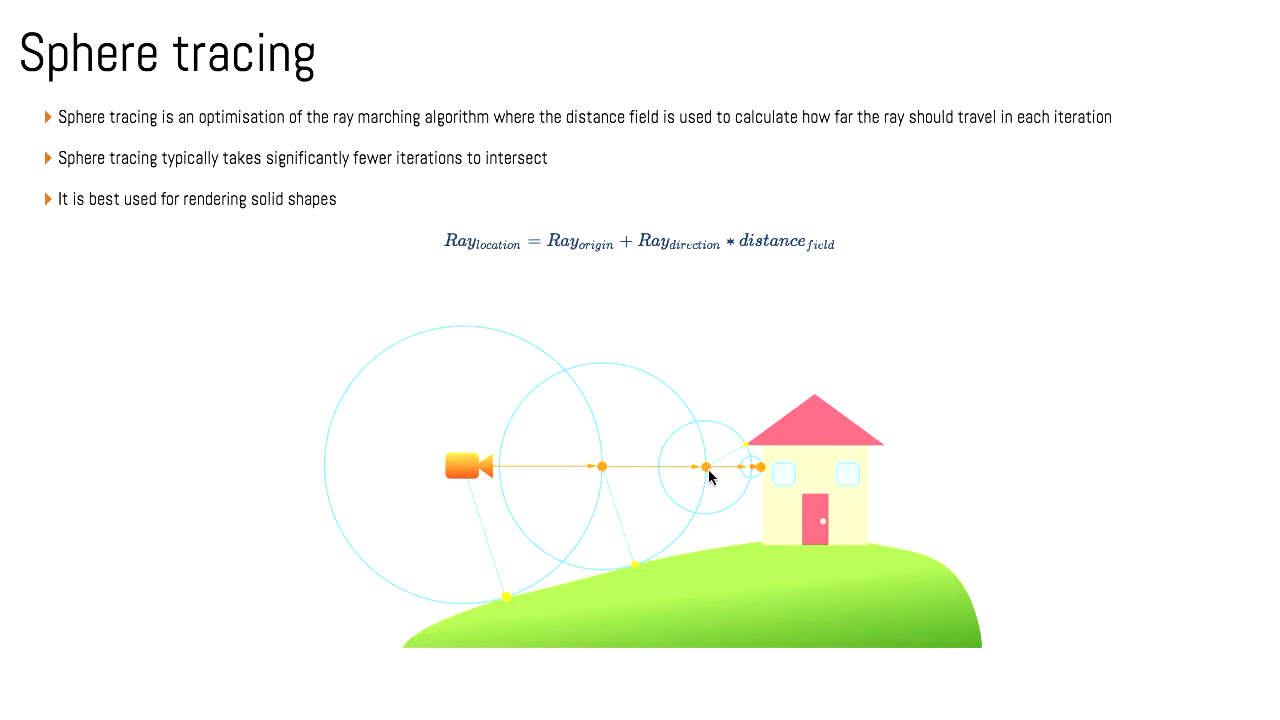 Sphere tracing
Sphere tracing is an optimisation of the ray marching algorithm where the distance field is used to calculate how far the ray should travel in each iteration
Sphere tracing typically takes significantly fewer iterations to intersect
It is best used for rendering solid shapes
Ray_location = Ray_origin + Ray_direction * distance_field